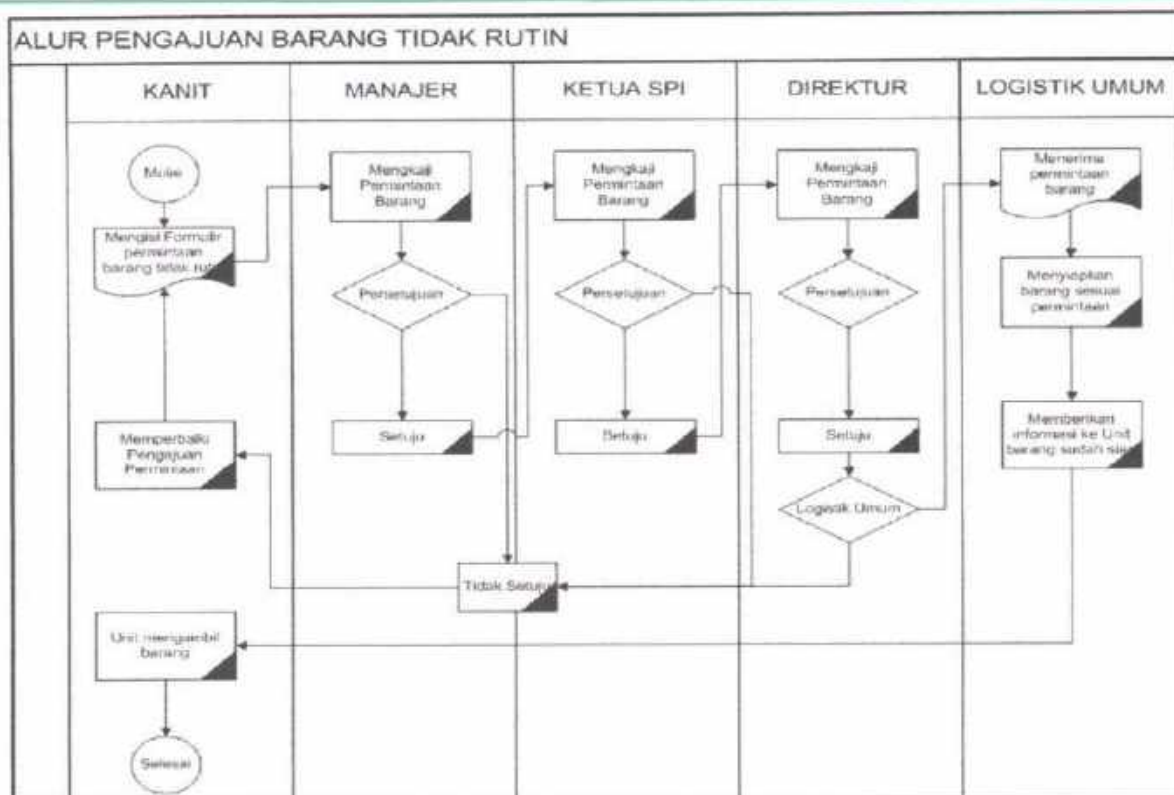 ALUR PENGAJUAN BARANG TIDAK RUTIN
KANIT
MANAJER
KETUA SPI
DIREKTUR
LOGISTIK UMUM
Mulai
Mengisi Formulir
permintaan
barang tidak rutin
Memperbaiki
Pengajuan
Permintaan
Unit mengambil
barang
Selesai
Mengkaji
Permintaan
Barang
Persetujuan
Setuju
Tidak Setuju
Mengkaji
Permintaan
Barang
Persetujuan
Setuju
Mengkaji
Permintaan
Barang
Persetujuan
Setuju
Logistik Umum
Menerima
permintaan
barang
Menyiapkan
barang sesuai
permintaan
Memberikan
informasi ke Unit
barang sudah siap